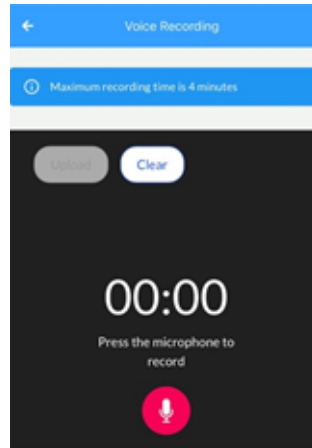 Voice Recording
Maximum recording time is 4 minutes
Upload
Clear
00:00
Press the microphone to
record